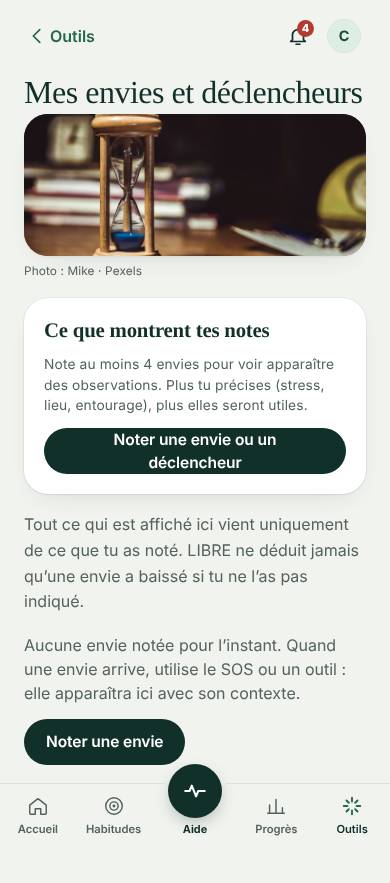 Outils
4
C
Mes envies et déclencheurs
Photo : Mike · Pexels
Ce que montrent tes notes
Note au moins 4 envies pour voir apparaître
des observations. Plus tu précises (stress,
lieu, entourage), plus elles seront utiles.
Noter une envie ou un
déclencheur
Tout ce qui est affiché ici vient uniquement
de ce que tu as noté. LIBRE ne déduit jamais
qu’une envie a baissé si tu ne l’as pas
indiqué.
Aucune envie notée pour l’instant. Quand
une envie arrive, utilise le SOS ou un outil :
elle apparaîtra ici avec son contexte.
Noter une envie
Accueil
Habitudes
Aide
Progrès
Outils